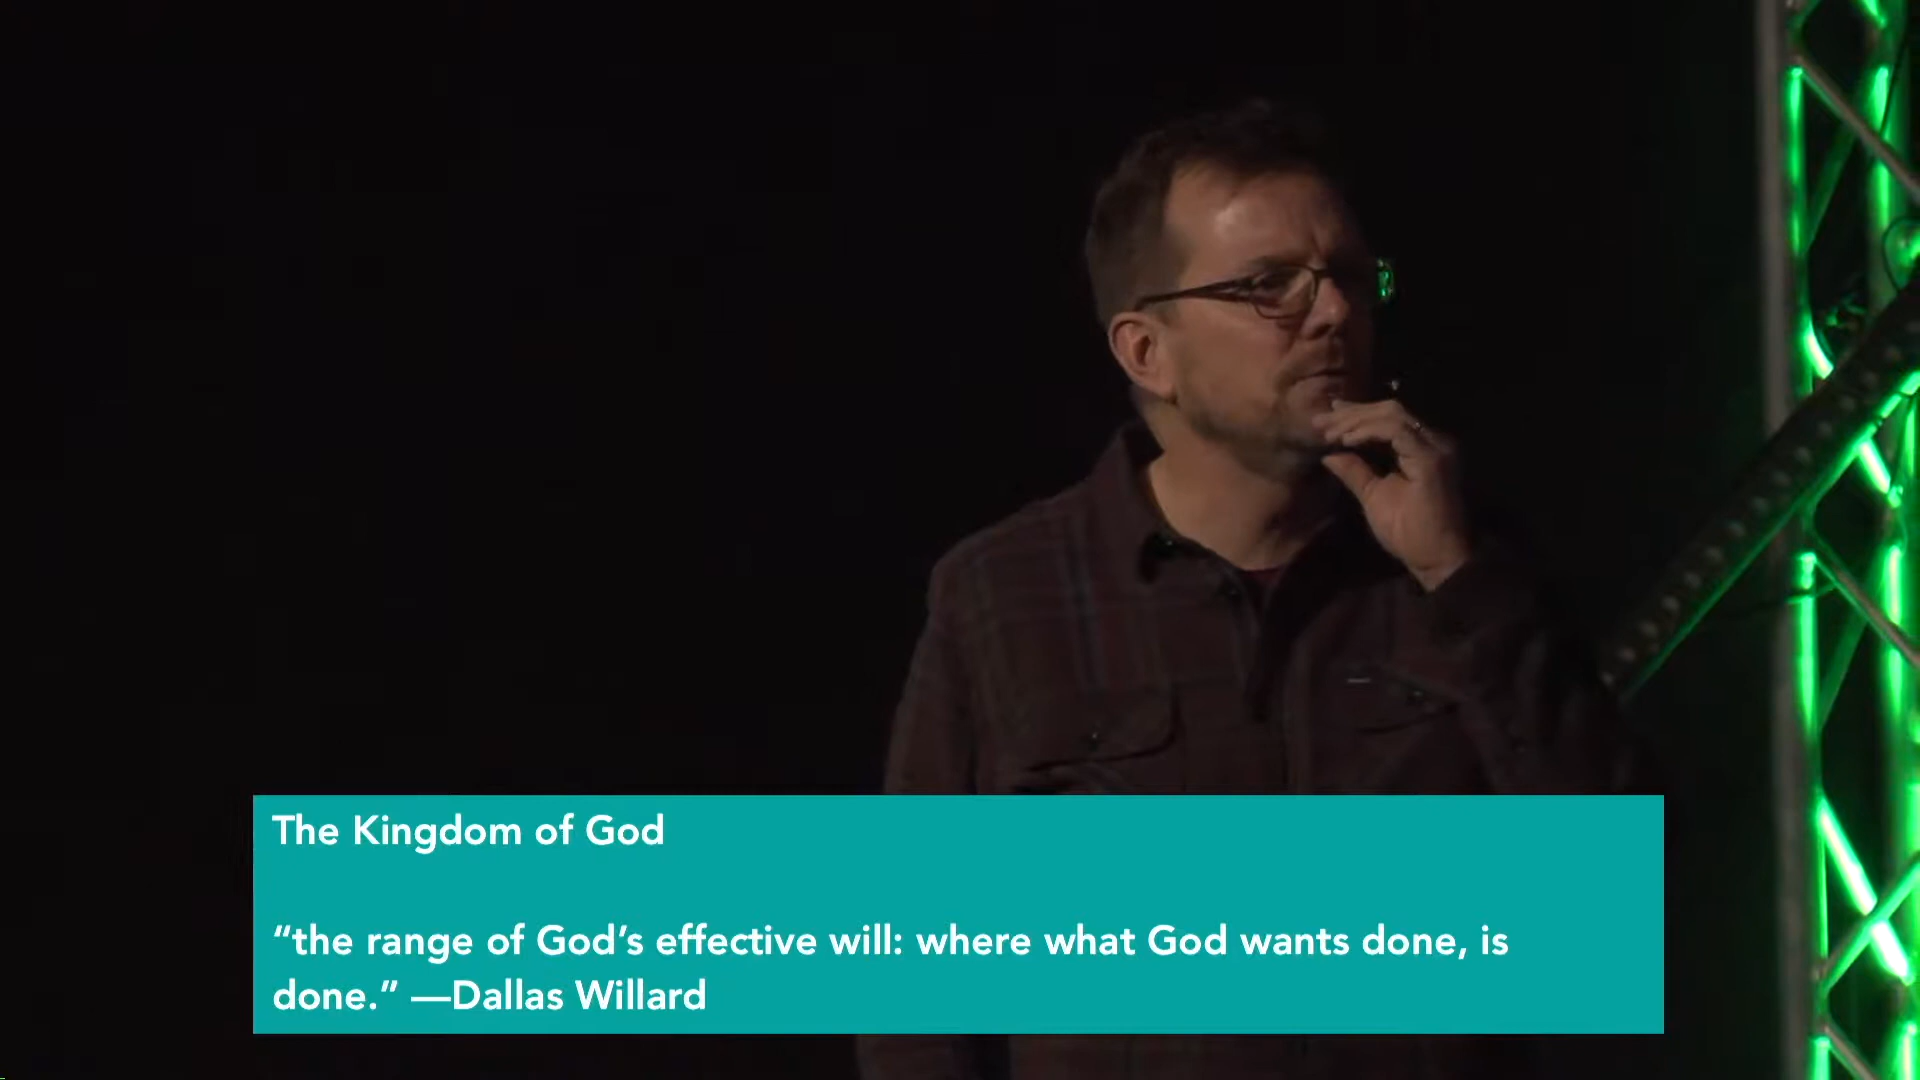 The Kingdom of God
“the range of God’s effective will: where what God wants done, is
done.” —Dallas Willard